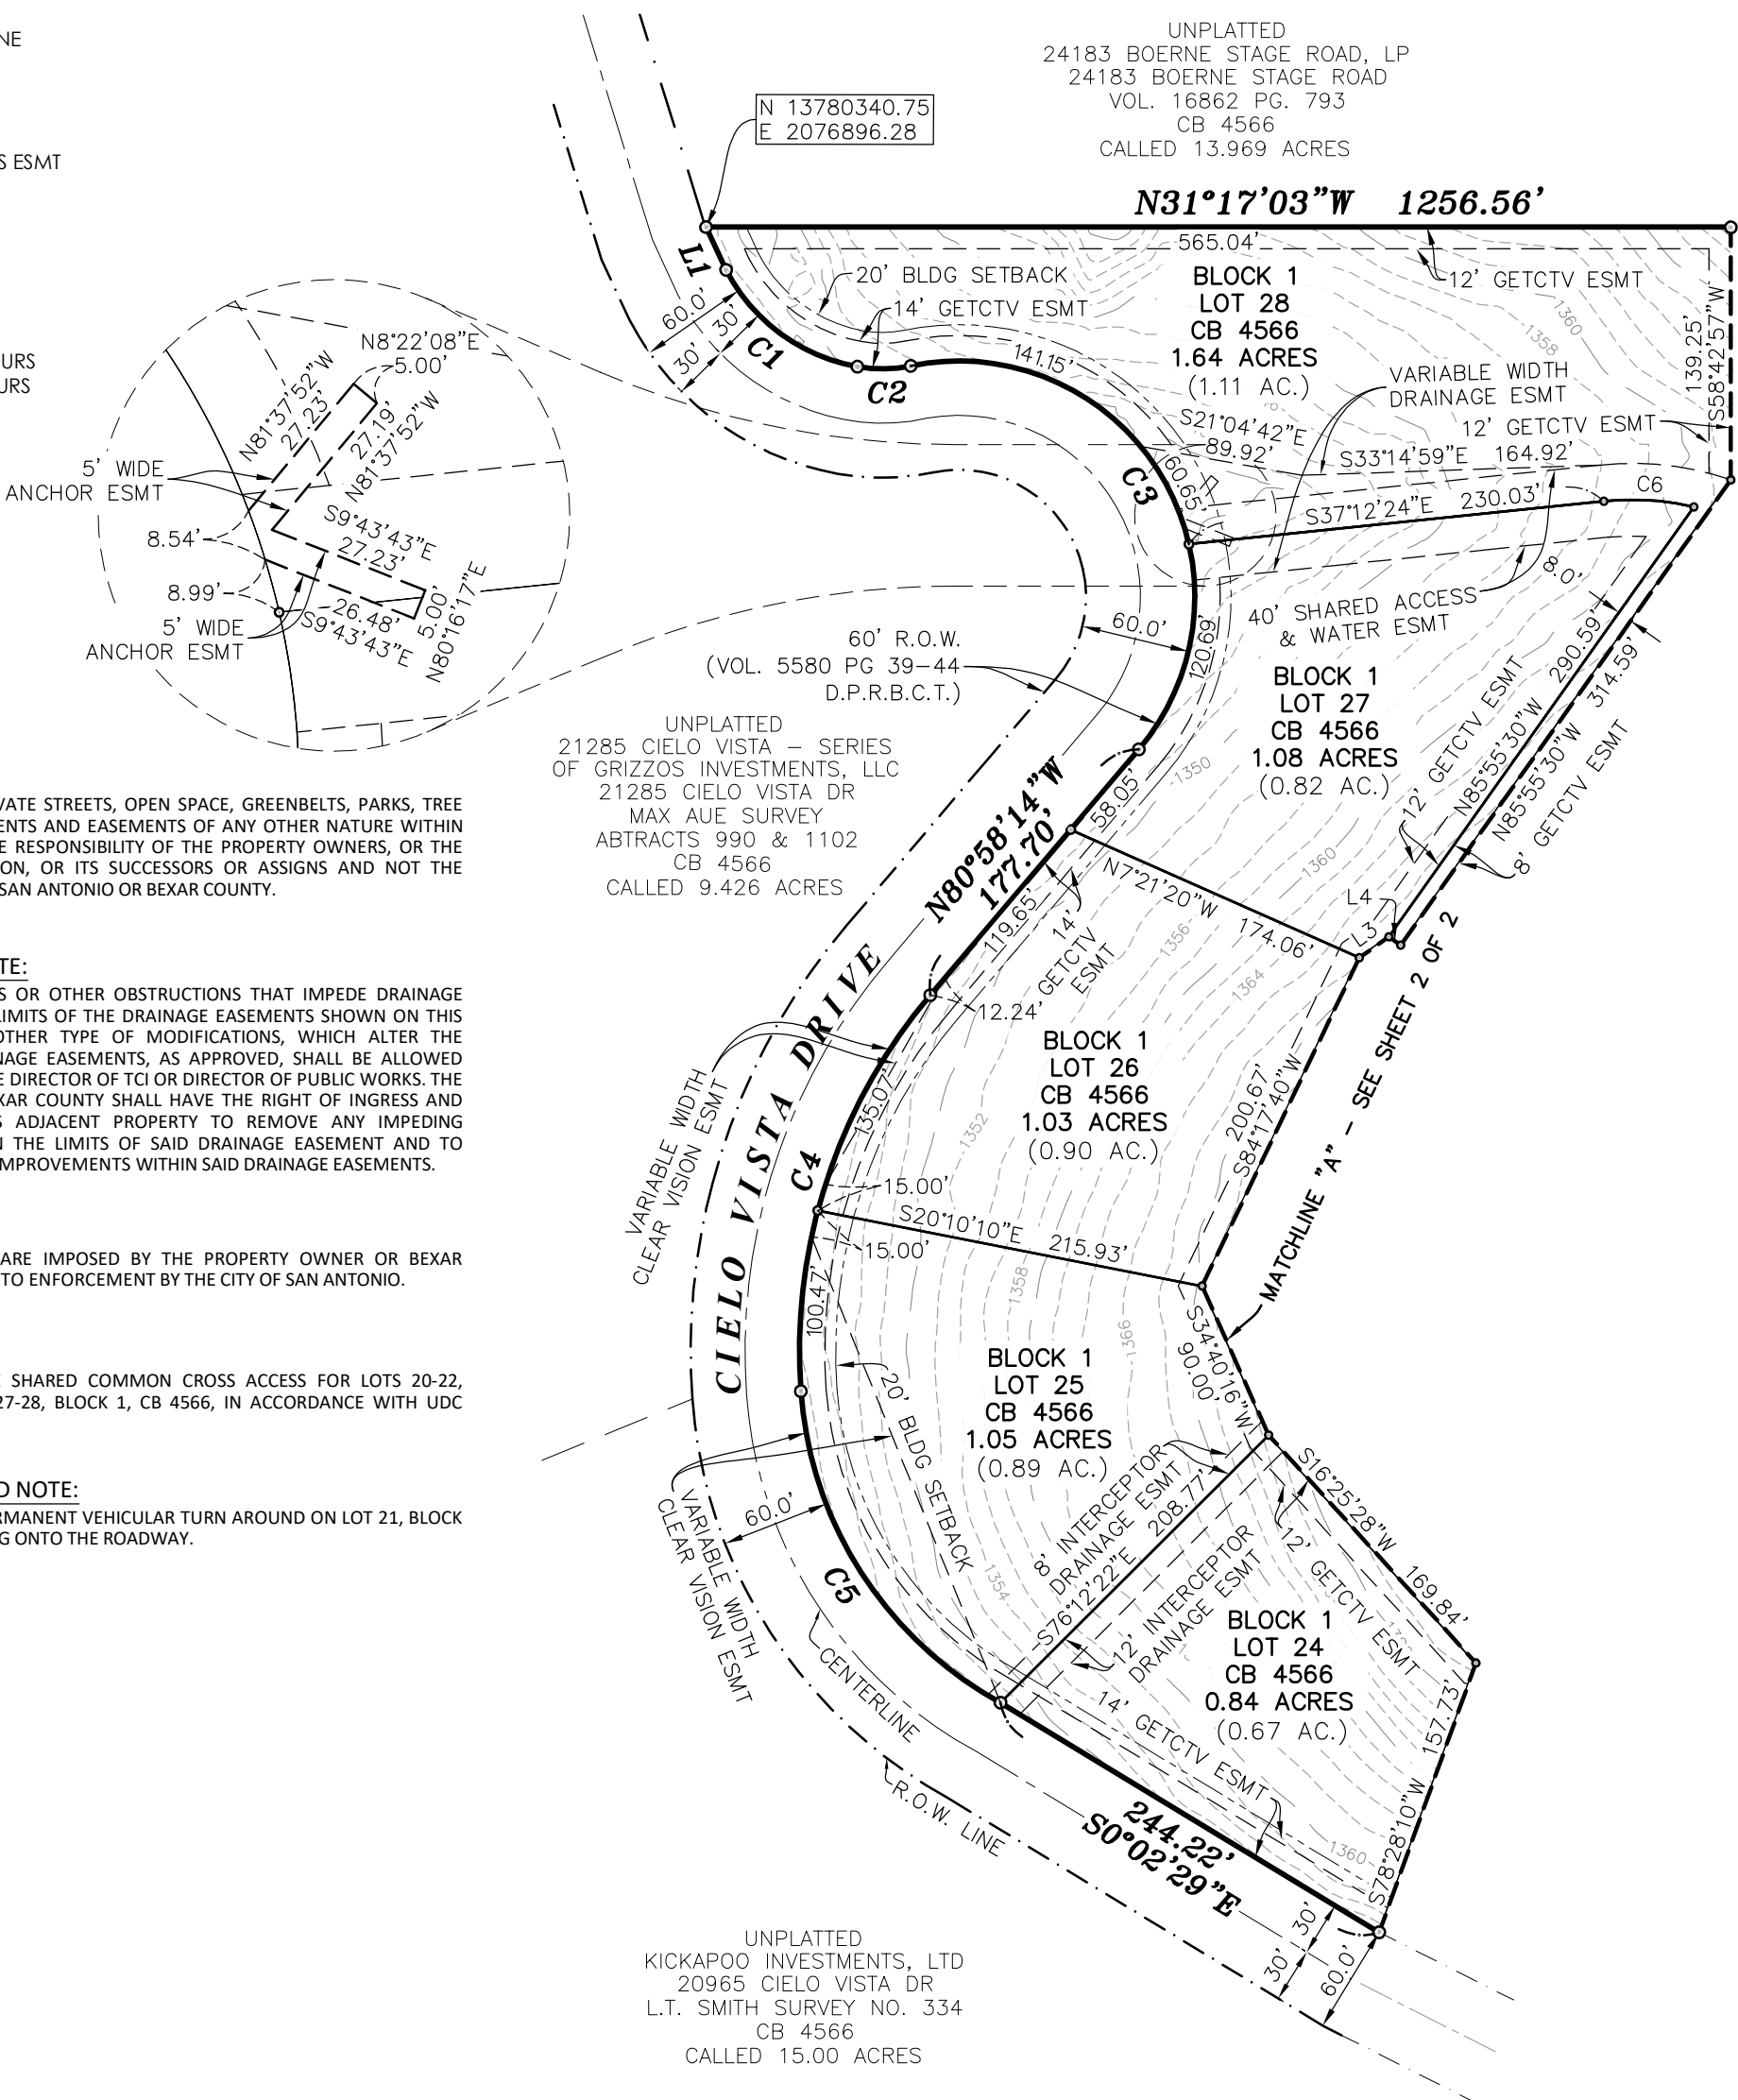 NE
S ESMT
URS
URS
VATE STREETS, OPEN SPACE, GREENBELTS, PARKS, TREE
ENTS AND EASEMENTS OF ANY OTHER NATURE WITHIN
E RESPONSIBILITY OF THE PROPERTY OWNERS, OR THE
ION, OR ITS SUCCESSORS OR ASSIGNS AND NOT THE
SAN ANTONIO OR BEXAR COUNTY.
TE:
S OR OTHER OBSTRUCTIONS THAT IMPEDE DRAINAGE
LIMITS OF THE DRAINAGE EASEMENTS SHOWN ON THIS
OTHER TYPE OF MODIFICATIONS, WHICH ALTER THE
NAGE EASEMENTS, AS APPROVED, SHALL BE ALLOWED
E DIRECTOR OF TCI OR DIRECTOR OF PUBLIC WORKS. THE
EXAR COUNTY SHALL HAVE THE RIGHT OF INGRESS AND
S ADJACENT PROPERTY TO REMOVE ANY IMPEDING
N THE LIMITS OF SAID DRAINAGE EASEMENT AND TO
IMPROVEMENTS WITHIN SAID DRAINAGE EASEMENTS.
ARE IMPOSED BY THE PROPERTY OWNER OR BEXAR
TO ENFORCEMENT BY THE CITY OF SAN ANTONIO.
SHARED COMMON CROSS ACCESS FOR LOTS 20-22,
27-28, BLOCK 1, CB 4566, IN ACCORDANCE WITH UDC
D NOTE:
RMANENT VEHICULAR TURN AROUND ON LOT 21, BLOCK
G ONTO THE ROADWAY.
N8°22'08"E
5.00'
N81°37'52"W
27.23'
27.19'
N81°37'52"W
5' WIDE
ANCHOR ESMT
S9°43'43"E
27.23'
8.54'
8.99'
5' WIDE
ANCHOR ESMT
26.48'
S9°43'43"E
5.00'
N80°16'17"E
UNPLATTED
24183 BOERNE STAGE ROAD, LP
24183 BOERNE STAGE ROAD
VOL. 16862 PG. 793
CB 4566
CALLED 13.969 ACRES
N 13780340.75
E 2076896.28
N31°17'03"W 1256.56'
565.04'
L1
20' BLDG SETBACK
14' GETCTV ESMT
12' GETCTV ESMT
BLOCK 1
LOT 28
CB 4566
1.64 ACRES
(1.11 AC.)
1360
1358
139.25'
S58°42'57"W
60.0'
30'
30'
C1
C2
141.15'
VARIABLE WIDTH
DRAINAGE ESMT
S21°04'42"E
89.92'
12' GETCTV ESMT
S33°14'59"E 164.92'
C3
60.65'
C6
S37°12'24"E 230.03'
8.0'
40' SHARED ACCESS
& WATER ESMT
60.0'
120.69'
60' R.O.W.
(VOL. 5580 PG 39-44
D.P.R.B.C.T.)
BLOCK 1
LOT 27
CB 4566
1.08 ACRES
(0.82 AC.)
1350
1360
12' GETCTV ESMT
N85°55'30"W 290.59'
N85°55'30"W 314.59'
8' GETCTV ESMT
UNPLATTED
21285 CIELO VISTA – SERIES
OF GRIZZOS INVESTMENTS, LLC
21285 CIELO VISTA DR
MAX AUE SURVEY
ABTRACTS 990 & 1102
CB 4566
CALLED 9.426 ACRES
N80°58'14"W
177.70'
58.05'
N7°21'20"W 174.06'
L4
L3
119.65'
14'
GETCTV
ESMT
1356
1364
12.24'
CIELO VISTA DRIVE
BLOCK 1
LOT 26
CB 4566
1.03 ACRES
(0.90 AC.)
1352
200.67'
S84°17'40"W
MATCHLINE "A" - SEE SHEET 2 OF 2
VARIABLE WIDTH
CLEAR VISION ESMT
135.07'
C4
15.00'
15.00'
S20°10'10"E 215.93'
100.47'
1358
1366
S34°40'16"W
90.00'
BLOCK 1
LOT 25
CB 4566
1.05 ACRES
(0.89 AC.)
20' BLDG SETBACK
VARIABLE WIDTH
CLEAR VISION ESMT
60.0'
C5
1354
8' INTERCEPTOR
DRAINAGE ESMT
S76°12'22"E 208.77'
12' INTERCEPTOR
DRAINAGE ESMT
S16°25'28"W 169.84'
12' GETCTV ESMT
BLOCK 1
LOT 24
CB 4566
0.84 ACRES
(0.67 AC.)
14' GETCTV ESMT
1360
S78°28'10"W 157.73'
CENTERLINE
R.O.W. LINE
244.22'
S0°02'29"E
30'
30'
60.0'
UNPLATTED
KICKAPOO INVESTMENTS, LTD
20965 CIELO VISTA DR
L.T. SMITH SURVEY NO. 334
CB 4566
CALLED 15.00 ACRES